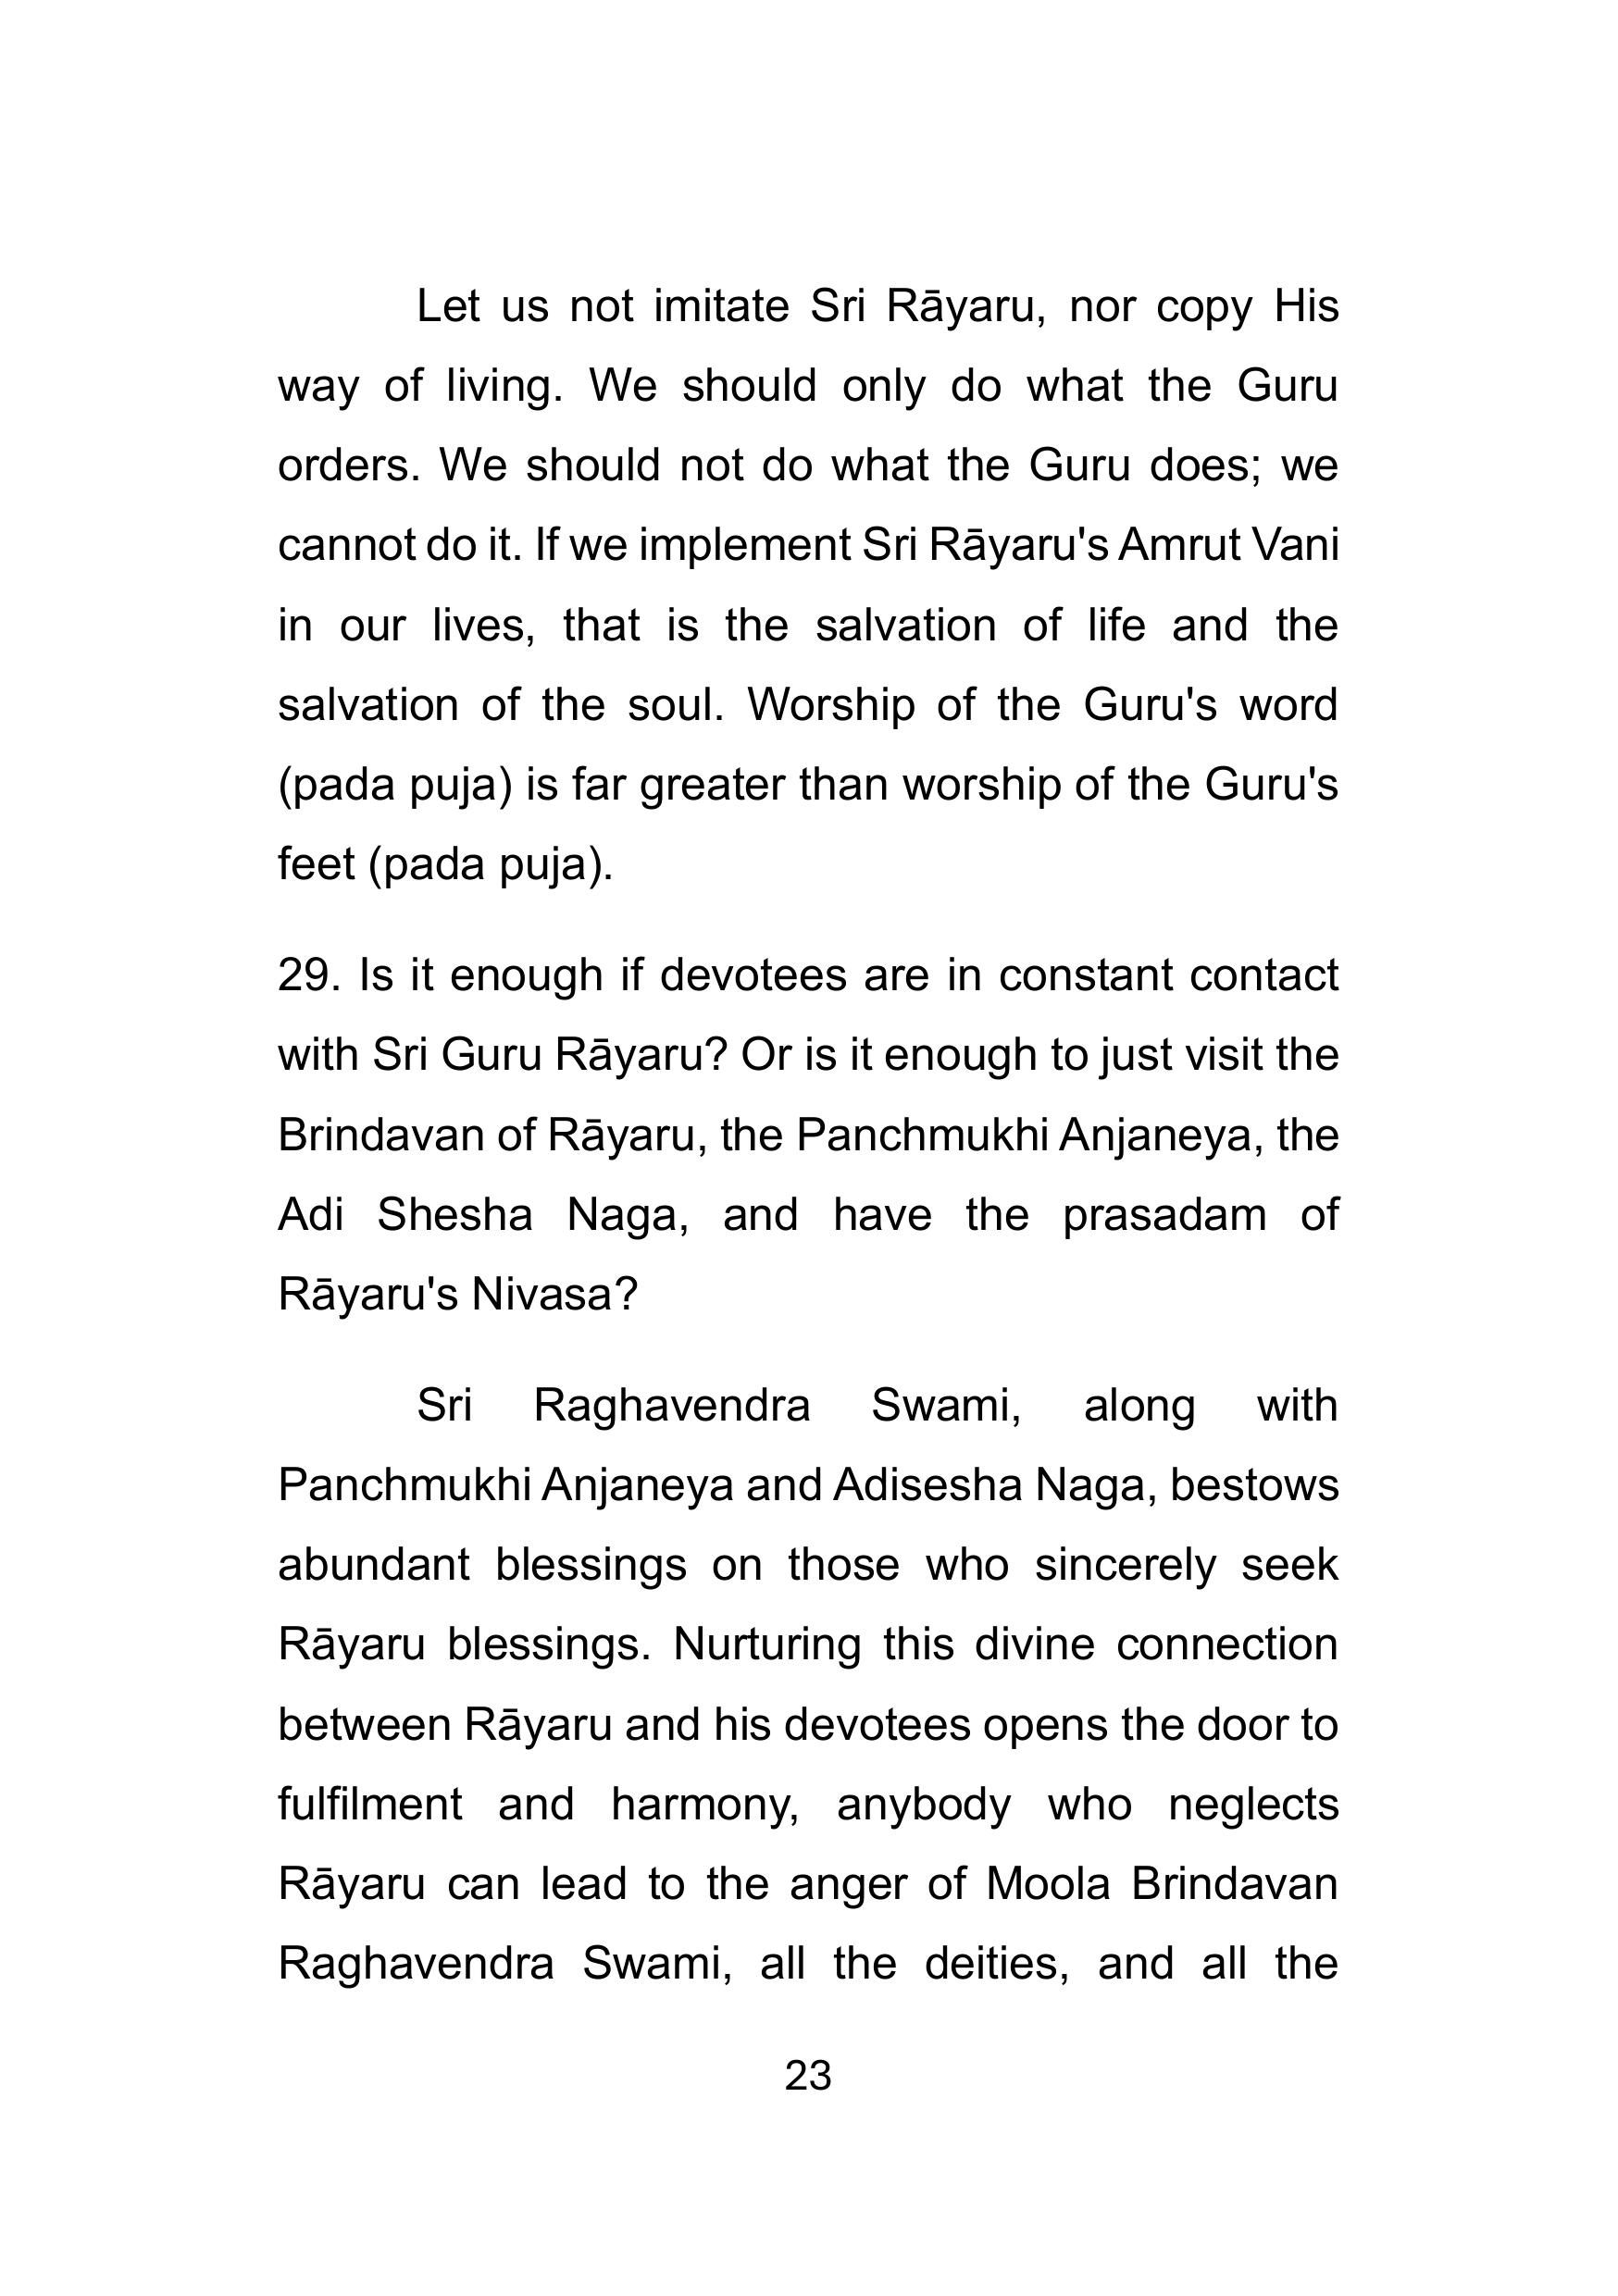 Let us not imitate Sri Rāyaru, nor copy His
way of living. We should only do what the Guru
orders. We should not do what the Guru does; we
cannot do it. If we implement Sri Rāyaru's Amrut Vani
in our lives, that is the salvation of life and the
salvation of the soul. Worship of the Guru's word
(pada puja) is far greater than worship of the Guru's
feet (pada puja).
29. Is it enough if devotees are in constant contact
with Sri Guru Rāyaru? Or is it enough to just visit the
Brindavan of Rāyaru, the Panchmukhi Anjaneya, the
Adi Shesha Naga, and have the prasadam of
Rāyaru's Nivasa?
Sri Raghavendra Swami, along with
Panchmukhi Anjaneya and Adisesha Naga, bestows
abundant blessings on those who sincerely seek
Rāyaru blessings. Nurturing this divine connection
between Rāyaru and his devotees opens the door to
fulfilment and harmony, anybody who neglects
Rāyaru can lead to the anger of Moola Brindavan
Raghavendra Swami, all the deities, and all the
23